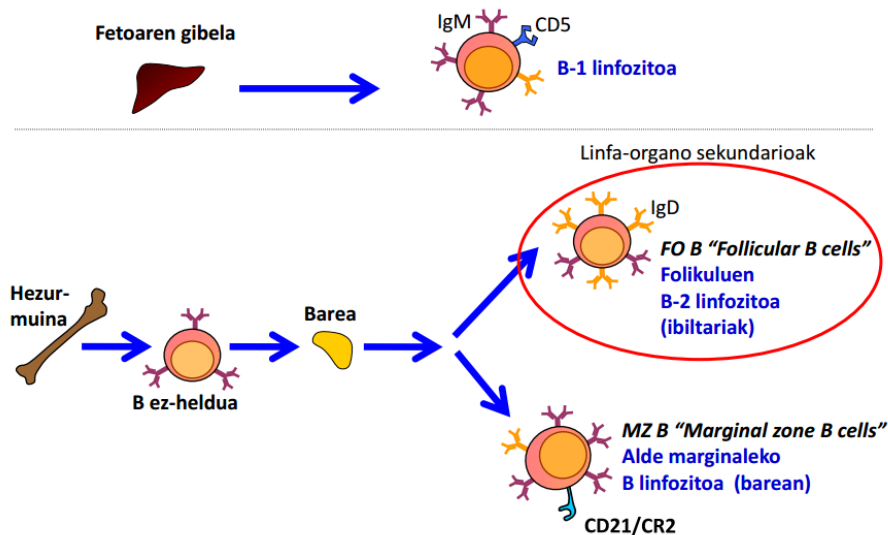 Fetoaren gibela
IgM
CD5
B-1 linfozitoa
Linfa-organo sekundarioak
IgD
FO B “Follicular B cells”
Folikuluen
B-2 linfozitoa
(ibiltariak)
Hezur-
muina
B ez-heldua
Barea
MZ B “Marginal zone B cells”
Alde marginaleko
B linfozitoa (barean)
CD21/CR2